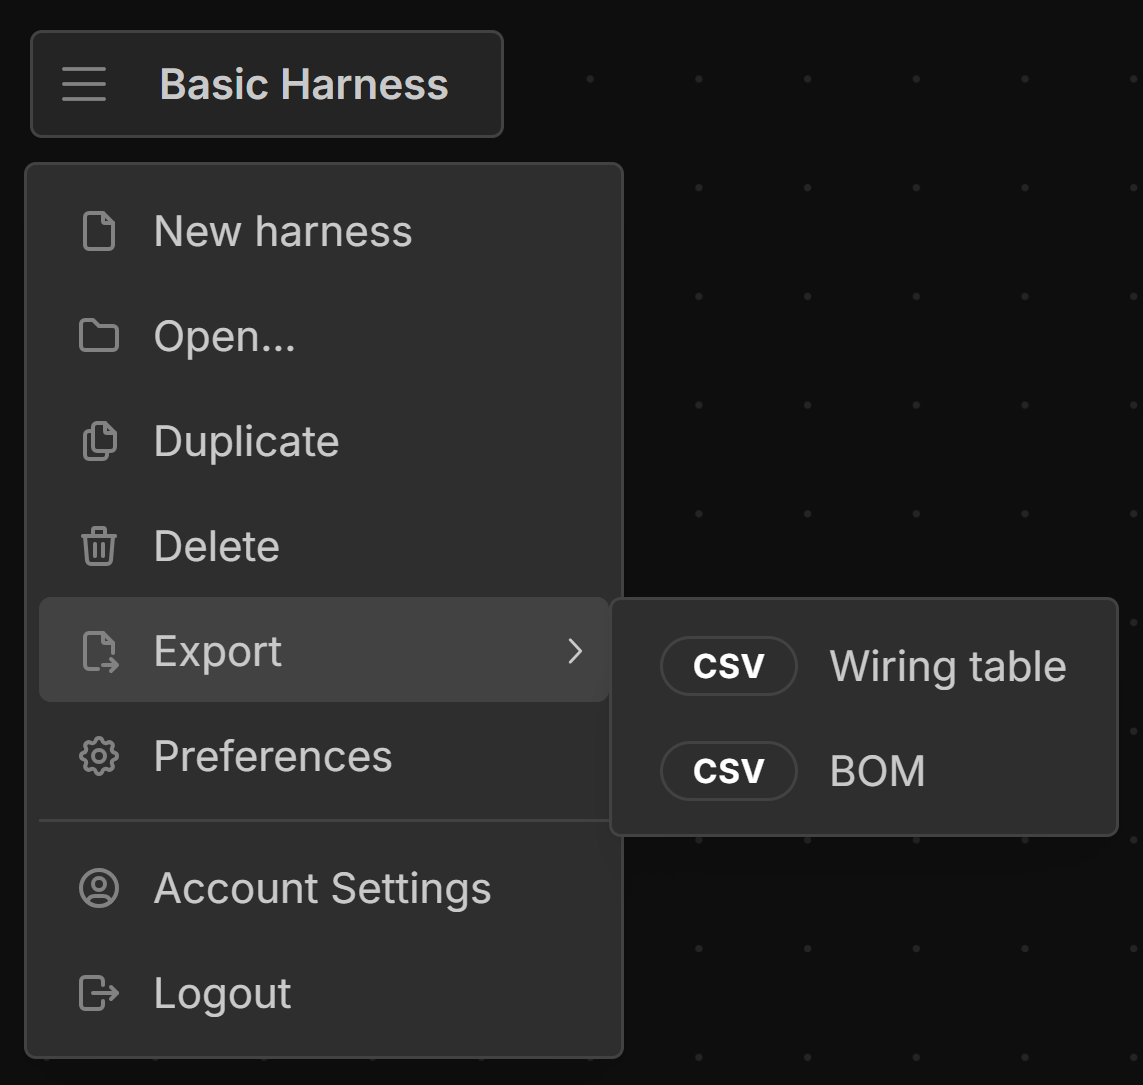 Basic Harness
New harness
Open...
Duplicate
Delete
Export
CSV Wiring table
CSV BOM
Preferences
Account Settings
Logout